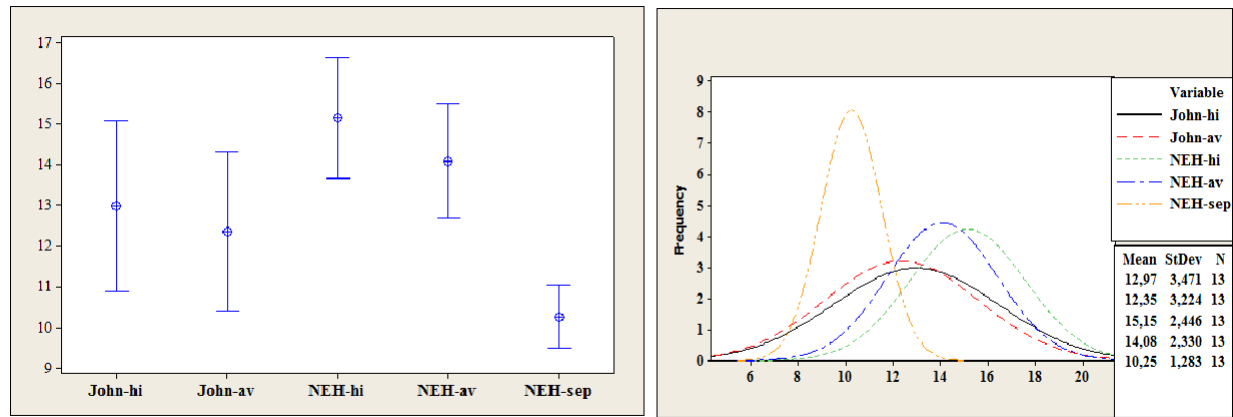 17
16
15
14
13
12
11
10
9
John-hi John-av NEH-hi NEH-av NEH-sep
Frequency
9
8
7
6
5
4
3
2
1
0
6 8 10 12 14 16 18 20
Variable
John-hi
John-av
NEH-hi
NEH-av
NEH-sep
Mean StDev N
12,97 3,471 13
12,35 3,224 13
15,15 2,446 13
14,08 2,330 13
10,25 1,283 13